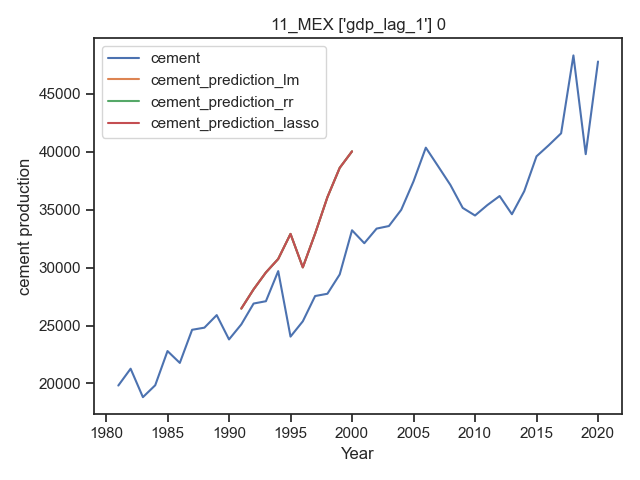 11_MEX ['gdp_lag_1'] 0
cement
cement_prediction_lm
cement_prediction_rr
cement_prediction_lasso
cement production
45000
40000
35000
30000
25000
20000
1980 1985 1990 1995 2000 2005 2010 2015 2020
Year